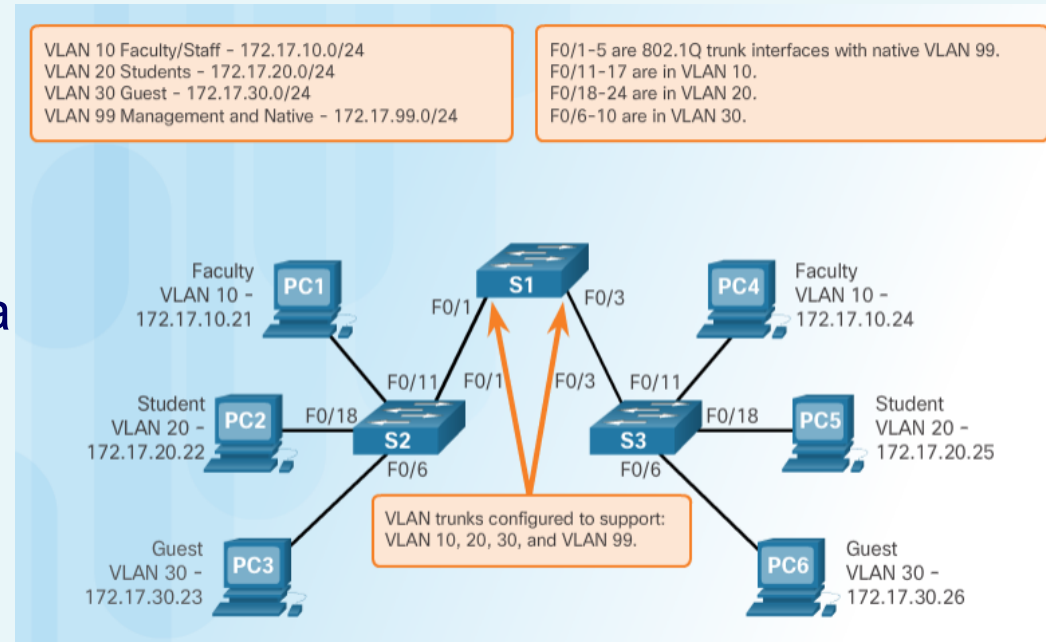 VLAN 10 Faculty/Staff - 172.17.10.0/24
VLAN 20 Students - 172.17.20.0/24
VLAN 30 Guest - 172.17.30.0/24
VLAN 99 Management and Native - 172.17.99.0/24
F0/1-5 are 802.1Q trunk interfaces with native VLAN 99.
F0/11-17 are in VLAN 10.
F0/18-24 are in VLAN 20.
F0/6-10 are in VLAN 30.
a
Faculty
VLAN 10 -
172.17.10.21
PC1
S1
F0/1
F0/3
PC4
Faculty
VLAN 10 -
172.17.10.24
F0/11
F0/1
F0/3
F0/11
Student
VLAN 20 -
172.17.20.22
PC2
F0/18
S2
F0/6
S3
F0/6
F0/18
PC5
Student
VLAN 20 -
172.17.20.25
VLAN trunks configured to support:
VLAN 10, 20, 30, and VLAN 99.
Guest
VLAN 30 -
172.17.30.23
PC3
PC6
Guest
VLAN 30 -
172.17.30.26